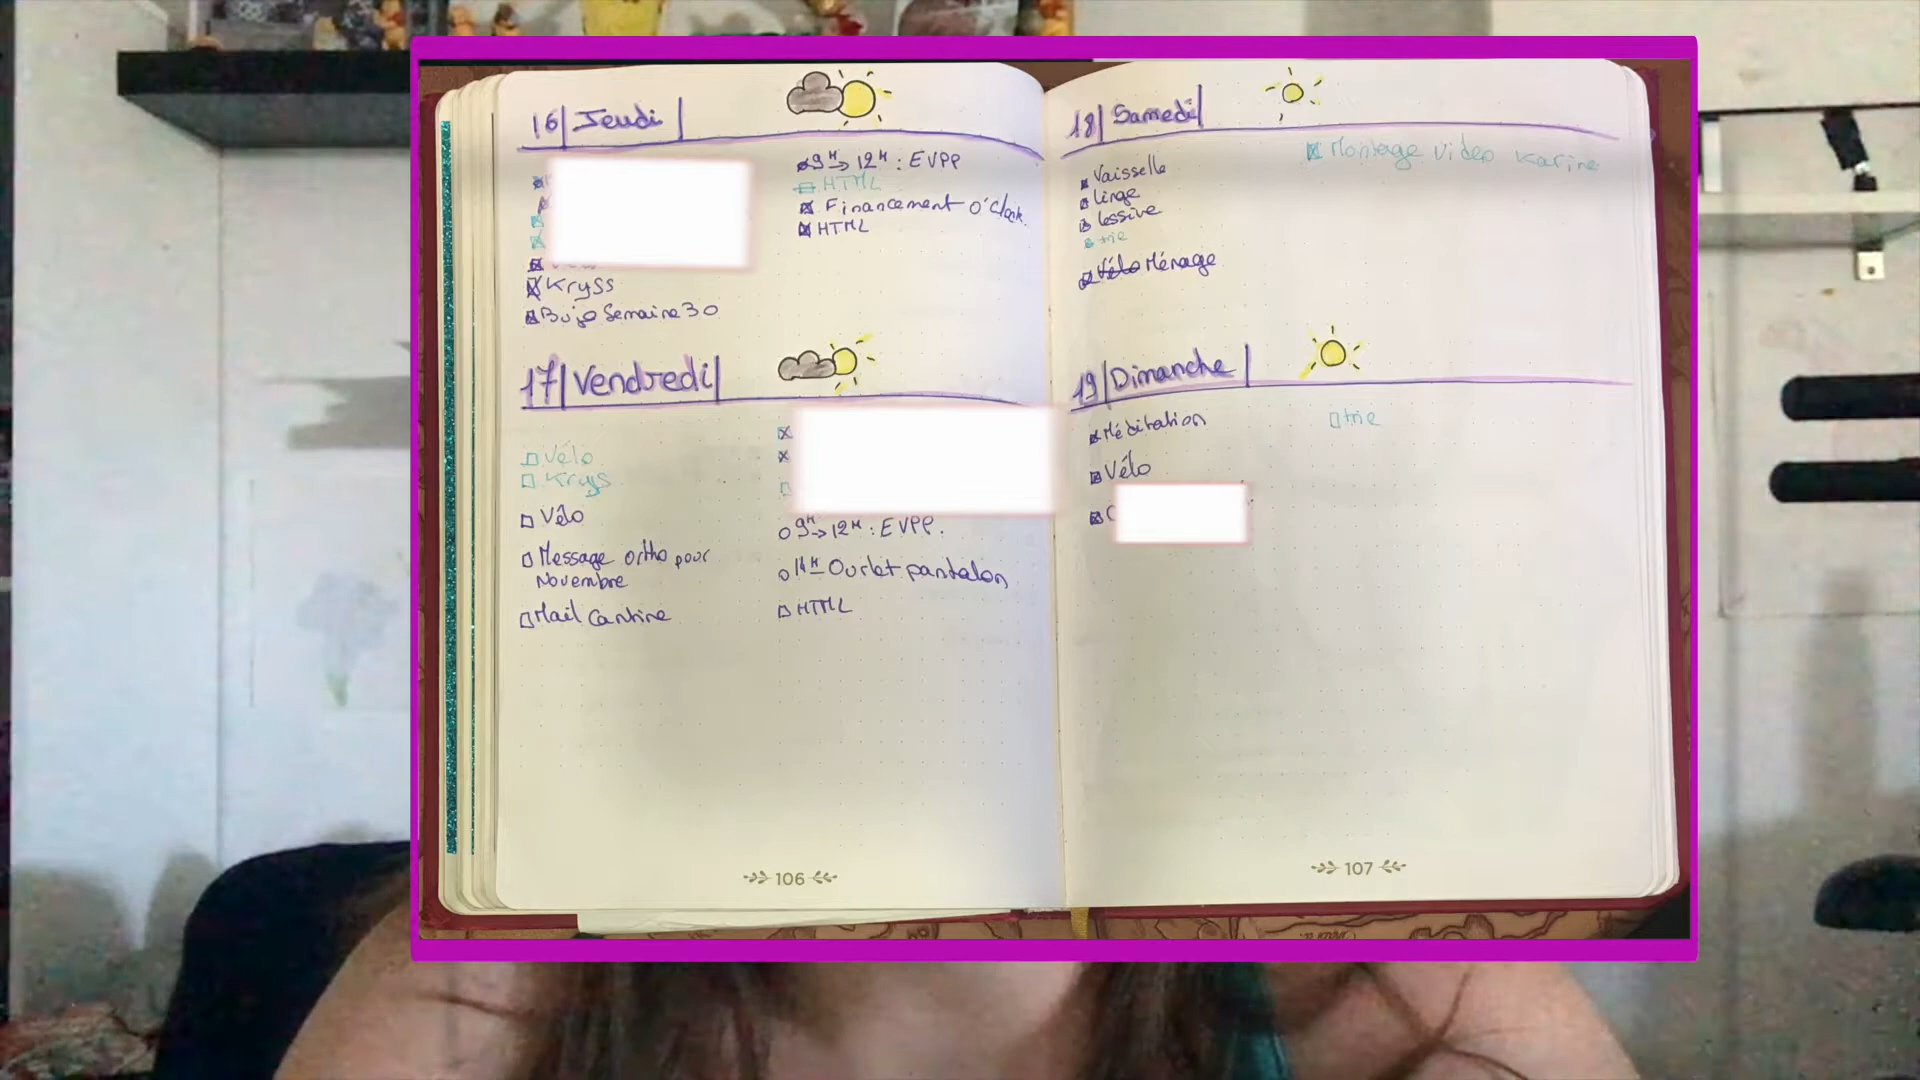 16 | Jeudi |
Kryss
Bujo Semaine 30
9H → 12H : EVPP
HTML
Financement O'Clock.
HTML
17 | Vendredi |
Vélo
Kryss
Vélo
Message ortho pour
Novembre
Mail Cantine
9H → 12H : EVPP.
14H Ourlet pantalon
HTML
106
18 | Samedi |
Vaisselle
linge
lessive
trie
Vélo Ménage
Montage video Karine
19 | Dimanche |
Méditation
Vélo
C
trie
107